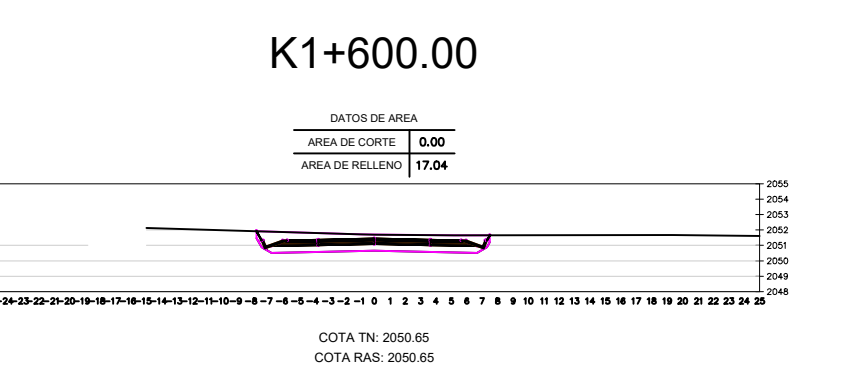 K1+600.00
DATOS DE AREA
AREA DE CORTE 0.00
AREA DE RELLENO 17.04
2055
2054
2053
2052
2051
2050
2049
2048
-24-23-22-21-20-19-18-17-16-15-14-13-12-11-10-9 -8 -7 -6 -5 -4 -3 -2 -1 0 1 2 3 4 5 6 7 8 9 10 11 12 13 14 15 16 17 18 19 20 21 22 23 24 25
COTA TN: 2050.65
COTA RAS: 2050.65